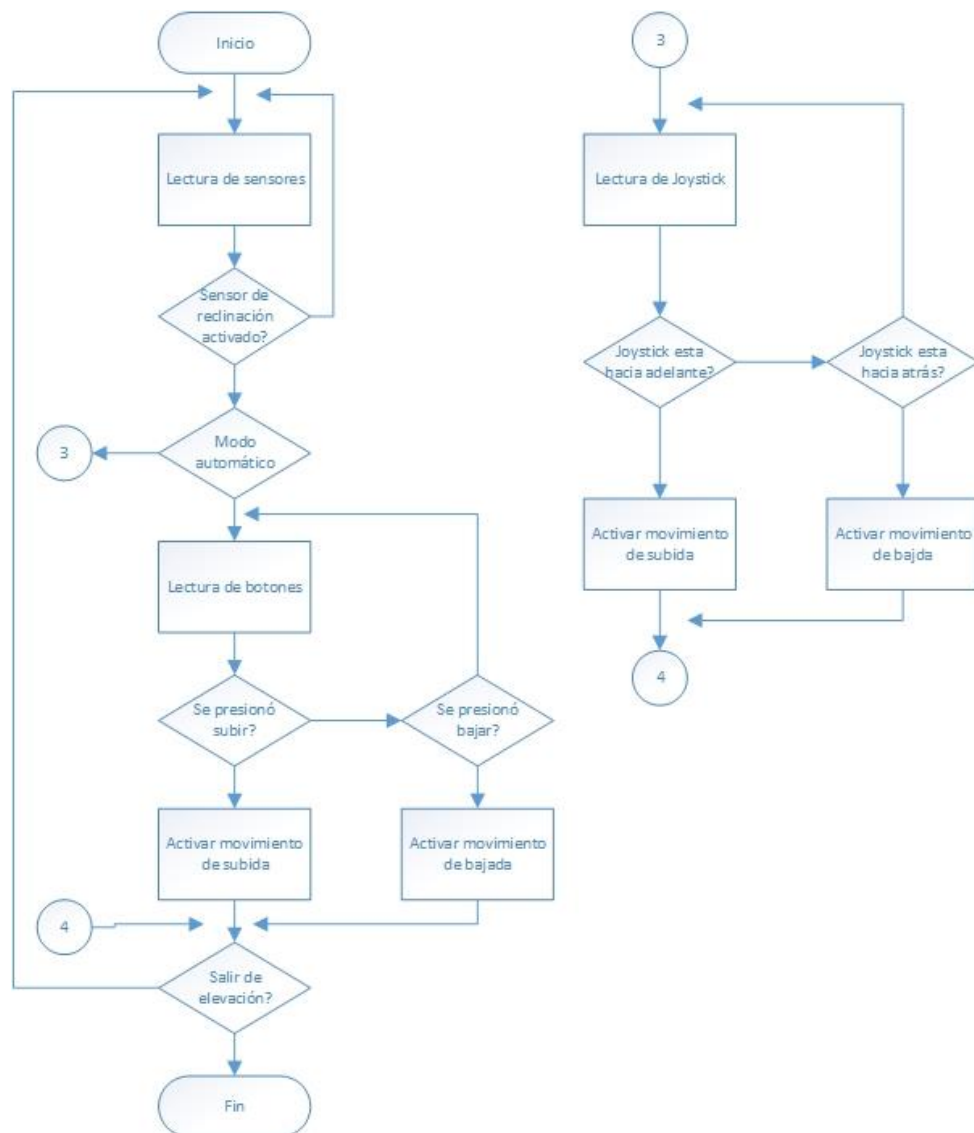 Inicio
Lectura de sensores
Sensor de
reclinación
activado?
3
Modo
automático
Lectura de botones
Se presionó
subir?
Se presionó
bajar?
Activar movimiento
de subida
Activar movimiento
de bajada
4
Salir de
elevación?
Fin
3
Lectura de Joystick
Joystick esta
hacia adelante?
Joystick esta
hacia atrás?
Activar movimiento
de subida
Activar movimiento
de bajda
4